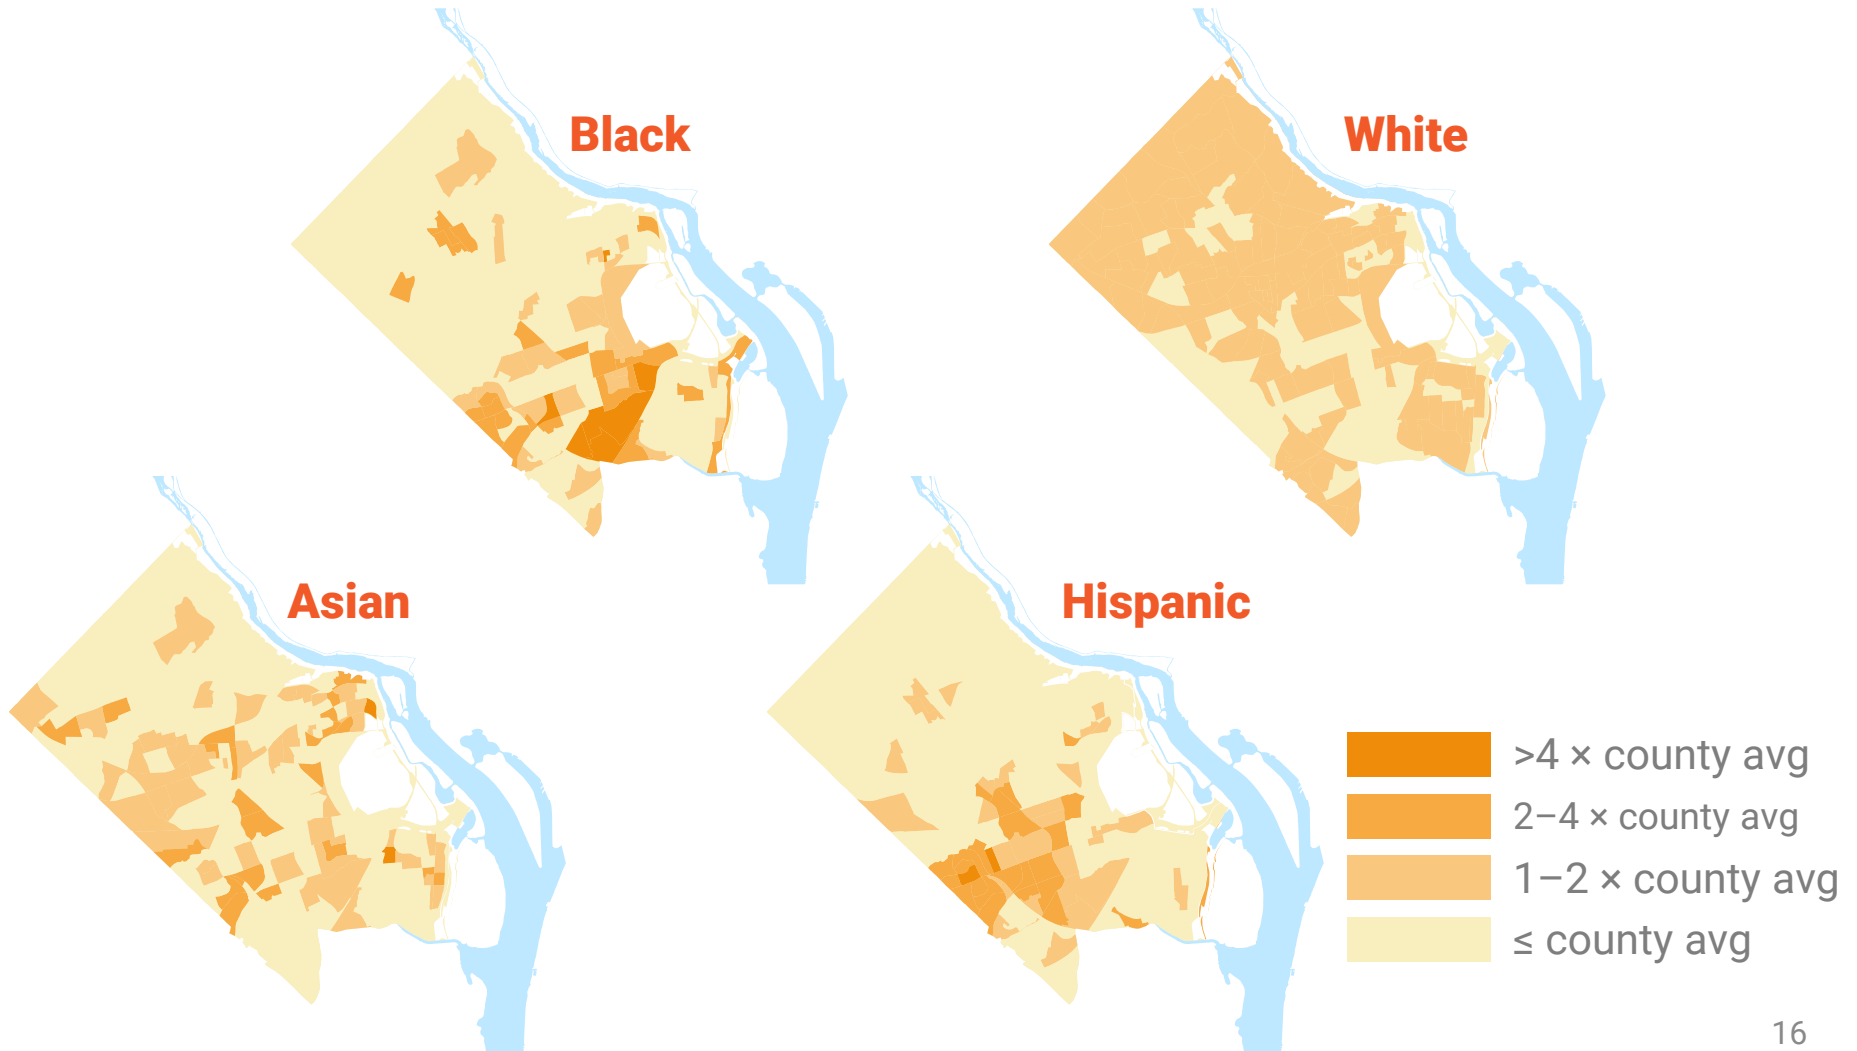 Black
White
Asian
Hispanic
>4 × county avg
2–4 × county avg
1–2 × county avg
≤ county avg
16